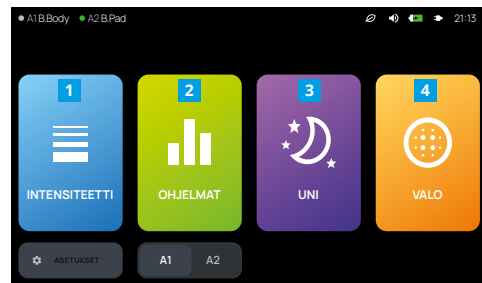 A1 B.Body A2 B.Pad 21:13
1 2 3 4
INTENSITEETTI OHJELMAT UNI VALO
ASETUKSET A1 A2